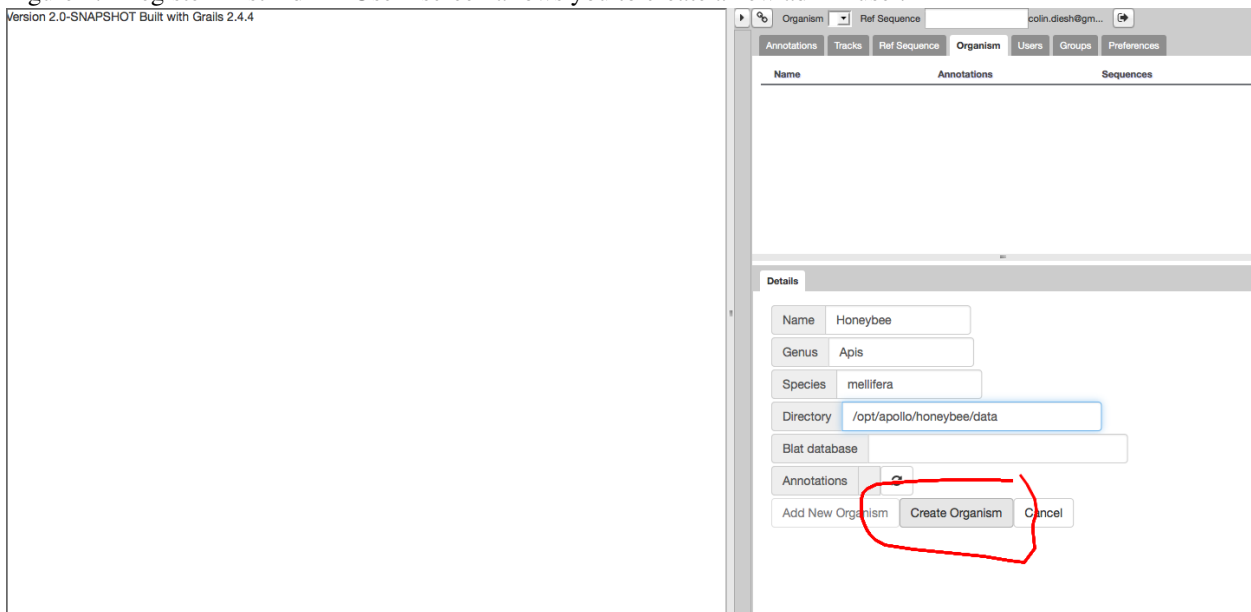 Version 2.0-SNAPSHOT Built with Grails 2.4.4
Organism Ref Sequence colin.diesh@gm...
Annotations Tracks Ref Sequence Organism Users Groups Preferences
Name Annotations Sequences
Details
Name Honeybee
Genus Apis
Species mellifera
Directory /opt/apollo/honeybee/data
Blat database
Annotations
Add New Organism Create Organism Cancel